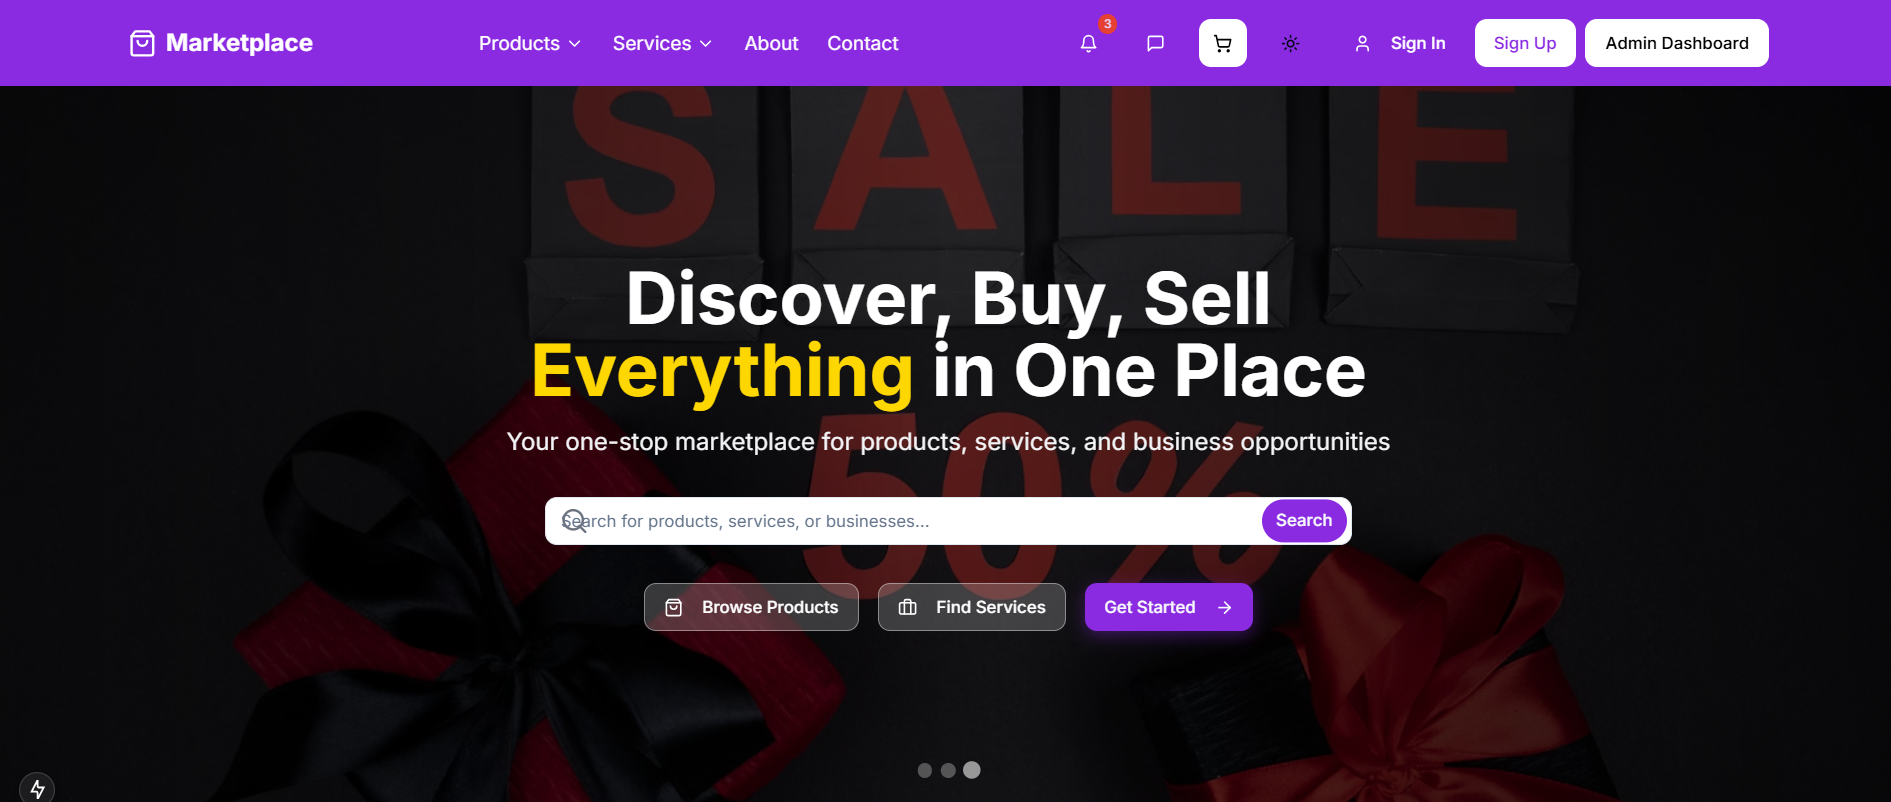 Marketplace
Products
Services
About
Contact
3
Sign In
Sign Up
Admin Dashboard
SALE
Discover, Buy, Sell
Everything in One Place
50%
Your one-stop marketplace for products, services, and business opportunities
Search for products, services, or businesses...
Search
Browse Products
Find Services
Get Started